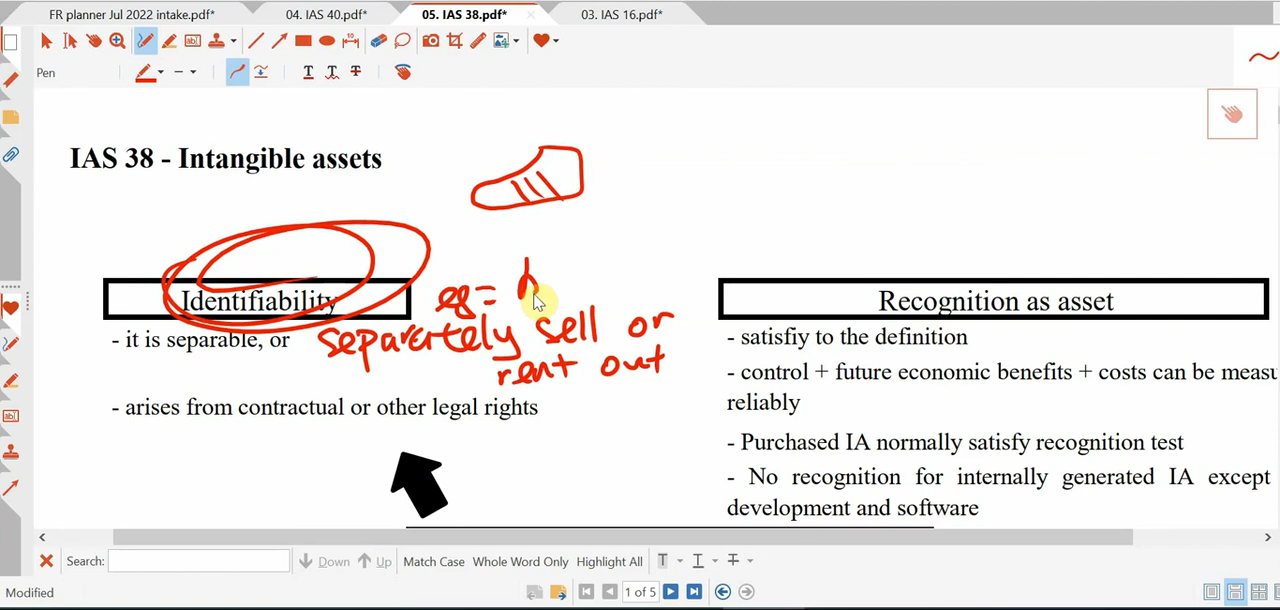 FR planner Jul 2022 intake.pdf*
04. IAS 40.pdf*
05. IAS 38.pdf*
03. IAS 16.pdf*
Pen
IAS 38 - Intangible assets
Identifiability
eg =
- it is separable, or
separately sell or
rent out
- arises from contractual or other legal rights
Recognition as asset
- satisfiy to the definition
- control + future economic benefits + costs can be measu
reliably
- Purchased IA normally satisfy recognition test
- No recognition for internally generated IA except
development and software
Search:
Down
Up
Match Case
Whole Word Only
Highlight All
Modified
1 of 5